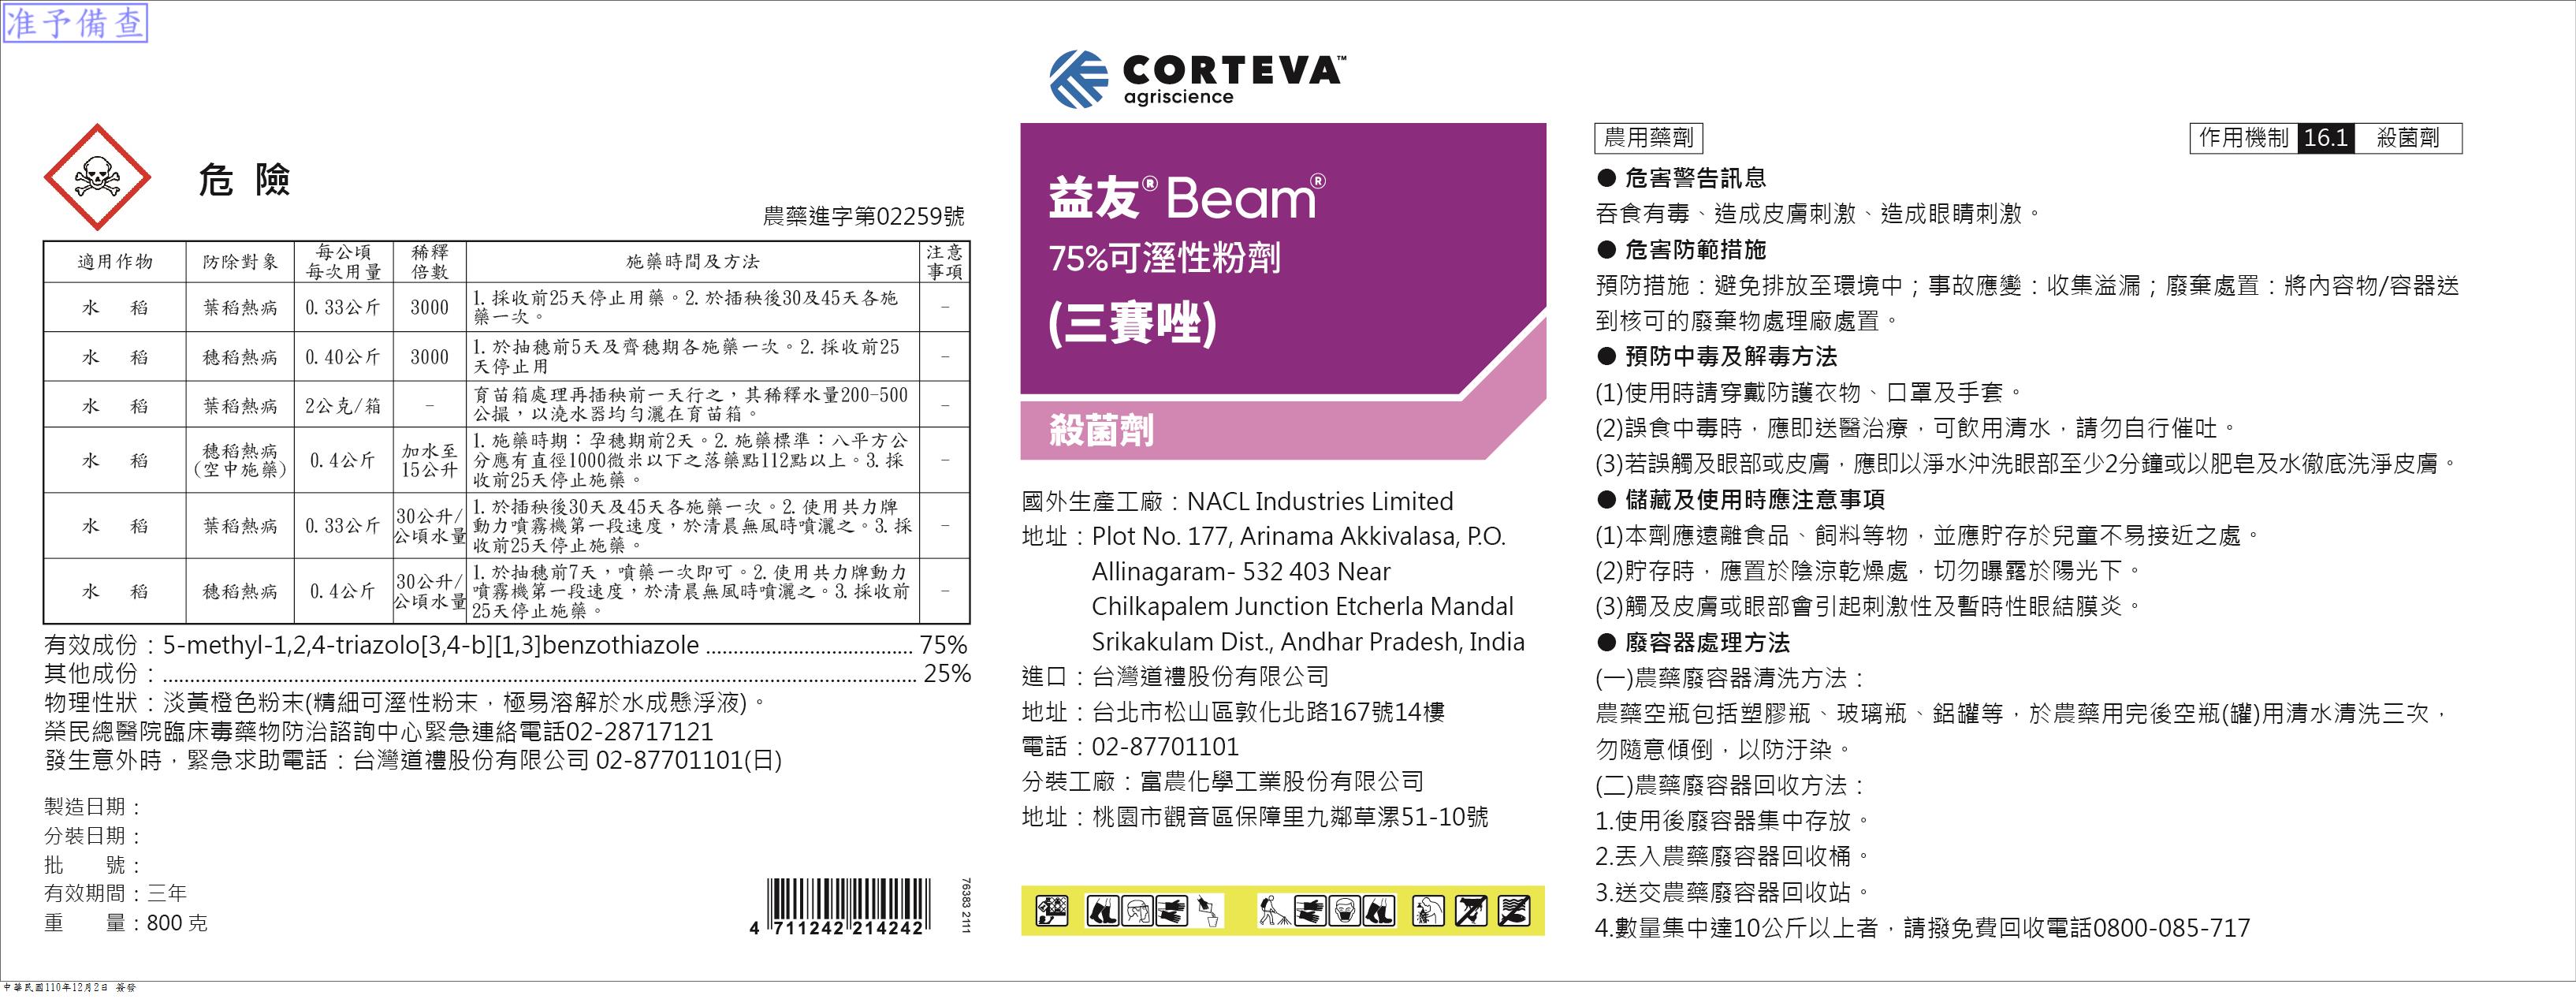 准予備查
危 險
農藥進字第02259號
適用作物 防除對象 每公頃每次用量 稀釋倍數 施藥時間及方法 注意事項
水 稻 葉稻熱病 0.33公斤 3000 1.採收前25天停止用藥。2.於插秧後30及45天各施
藥一次。 -
水 稻 穗稻熱病 0.40公斤 3000 1.於抽穗前5天及齊穗期各施藥一次。2.採收前25
天停止用 -
水 稻 葉稻熱病 2公克/箱 - 育苗箱處理再插秧前一天行之，其稀釋水量200-500
公撮，以澆水器均勻灑在育苗箱。 -
水 稻 穗稻熱病(空中施藥) 0.4公斤 加水至15公升 1.施藥時期：孕穗期前2天。2.施藥標準：八平方公
分應有直徑1000微米以下之落藥點112點以上。3.採
收前25天停止施藥。 -
水 稻 葉稻熱病 0.33公斤 30公升/公頃水量 1.於插秧後30天及45天各施藥一次。2.使用共力牌
動力噴霧機第一段速度，於清晨無風時噴灑之。3.採
收前25天停止施藥。 -
水 稻 穗稻熱病 0.4公斤 30公升/公頃水量 1.於抽穗前7天，噴藥一次即可。2.使用共力牌動力
噴霧機第一段速度，於清晨無風時噴灑之。3.採收前
25天停止施藥。 -
有效成份：5-methyl-1,2,4-triazolo[3,4-b][1,3]benzothiazole ..................................... 75%
其他成份：........................................................................................................ 25%
物理性狀：淡黃橙色粉末(精細可溼性粉末，極易溶解於水成懸浮液)。
榮民總醫院臨床毒藥物防治諮詢中心緊急連絡電話02-28717121
發生意外時，緊急求助電話：台灣道禮股份有限公司 02-87701101(日)
製造日期：
分裝日期：
批 號：
有效期間：三年
重 量：800 克
4 711242 214242
76383 2111
CORTEVA™
agriscience
益友® Beam®
75%可溼性粉劑
(三賽唑)
殺菌劑
國外生產工廠：NACL Industries Limited
地址：Plot No. 177, Arinama Akkivalasa, P.O.
Allinagaram- 532 403 Near
Chilkapalem Junction Etcherla Mandal
Srikakulam Dist., Andhar Pradesh, India
進口：台灣道禮股份有限公司
地址：台北市松山區敦化北路167號14樓
電話：02-87701101
分裝工廠：富農化學工業股份有限公司
地址：桃園市觀音區保障里九鄰草漯51-10號
農用藥劑
作用機制 16.1 殺菌劑
● 危害警告訊息
吞食有毒、造成皮膚刺激、造成眼睛刺激。
● 危害防範措施
預防措施：避免排放至環境中；事故應變：收集溢漏；廢棄處置：將內容物/容器送
到核可的廢棄物處理廠處置。
● 預防中毒及解毒方法
(1)使用時請穿戴防護衣物、口罩及手套。
(2)誤食中毒時，應即送醫治療，可飲用清水，請勿自行催吐。
(3)若誤觸及眼部或皮膚，應即以淨水沖洗眼部至少2分鐘或以肥皂及水徹底洗淨皮膚。
● 儲藏及使用時應注意事項
(1)本劑應遠離食品、飼料等物，並應貯存於兒童不易接近之處。
(2)貯存時，應置於陰涼乾燥處，切勿曝露於陽光下。
(3)觸及皮膚或眼部會引起刺激性及暫時性眼結膜炎。
● 廢容器處理方法
(一)農藥廢容器清洗方法：
農藥空瓶包括塑膠瓶、玻璃瓶、鋁罐等，於農藥用完後空瓶(罐)用清水清洗三次，
勿隨意傾倒，以防汙染。
(二)農藥廢容器回收方法：
1.使用後廢容器集中存放。
2.丟入農藥廢容器回收桶。
3.送交農藥廢容器回收站。
4.數量集中達10公斤以上者，請撥免費回收電話0800-085-717
中華民國110年12月2日 簽發